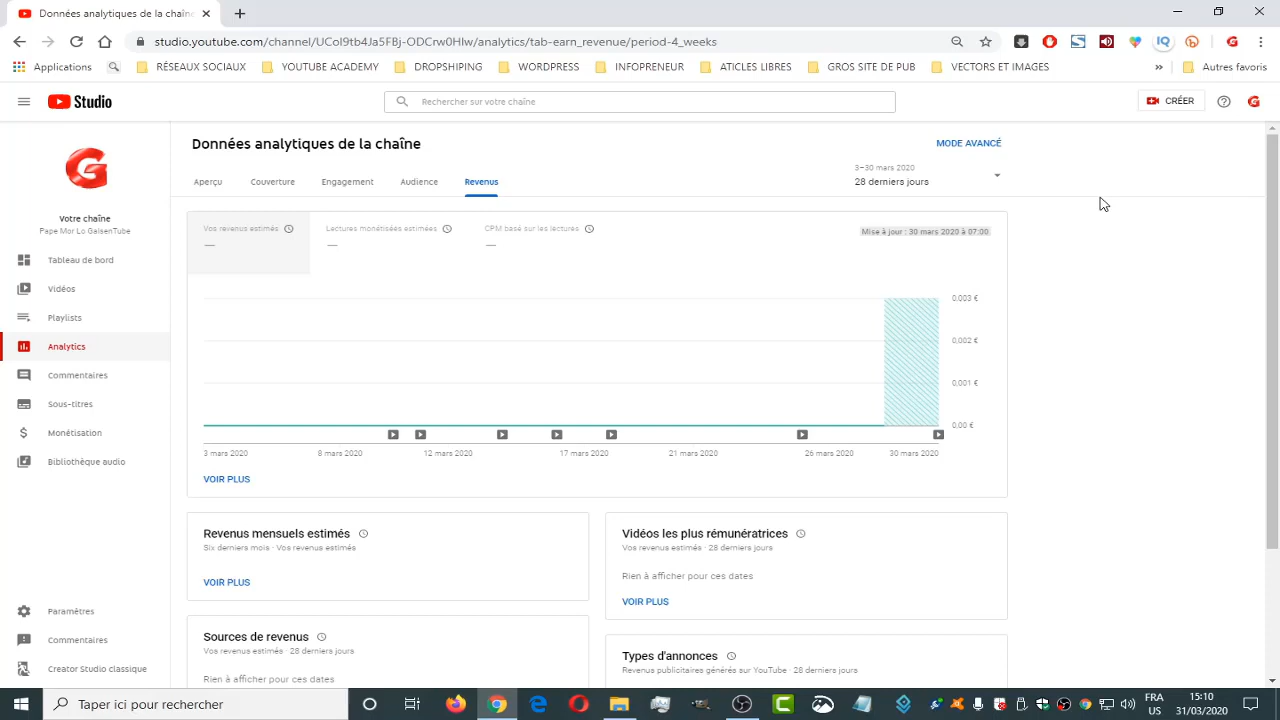 Données analytiques de la chaîne
studio.youtube.com/channel/UCoI9tb4Ja5FBj-ODCrw0HIw/analytics/tab-earn_revenue/period-4_weeks
Applications
RÉSEAUX SOCIAUX
YOUTUBE ACADEMY
DROPSHIPING
WORDPRESS
INFOPRENEUR
ATICLES LIBRES
GROS SITE DE PUB
VECTORS ET IMAGES
»
Autres favoris
Studio
Rechercher sur votre chaîne
CRÉER
Votre chaîne
Pape Mor Lo GaïsenTube
Tableau de bord
Vidéos
Playlists
Analytics
Commentaires
Sous-titres
Monétisation
Bibliothèque audio
Paramètres
Commentaires
Creator Studio classique
Données analytiques de la chaîne
MODE AVANCÉ
Aperçu
Couverture
Engagement
Audience
Revenus
3–30 mars 2020
28 derniers jours
Vos revenus estimés
—
Lectures monétisées estimées
—
CPM basé sur les lectures
—
Mise à jour : 30 mars 2020 à 07:00
0,003 €
0,002 €
0,001 €
0,00 €
3 mars 2020
8 mars 2020
12 mars 2020
17 mars 2020
21 mars 2020
26 mars 2020
30 mars 2020
VOIR PLUS
Revenus mensuels estimés
Six derniers mois · Vos revenus estimés
VOIR PLUS
Vidéos les plus rémunératrices
Vos revenus estimés · 28 derniers jours
Rien à afficher pour ces dates
VOIR PLUS
Sources de revenus
Vos revenus estimés · 28 derniers jours
Rien à afficher pour ces dates
Types d'annonces
Revenus publicitaires générés sur YouTube · 28 derniers jours
Taper ici pour rechercher
FRA
VOC
15:10
31/03/2020